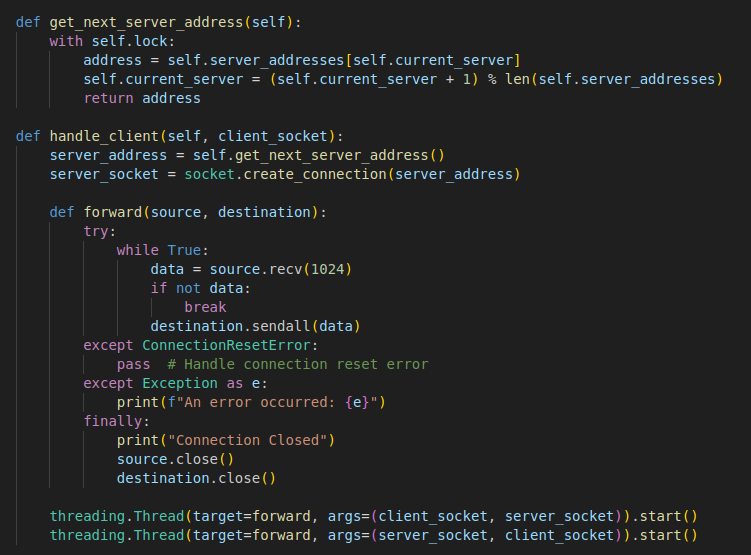 def get_next_server_address(self):
    with self.lock:
        address = self.server_addresses[self.current_server]
        self.current_server = (self.current_server + 1) % len(self.server_addresses)
        return address

def handle_client(self, client_socket):
    server_address = self.get_next_server_address()
    server_socket = socket.create_connection(server_address)

    def forward(source, destination):
        try:
            while True:
                data = source.recv(1024)
                if not data:
                    break
                destination.sendall(data)
        except ConnectionResetError:
            pass  # Handle connection reset error
        except Exception as e:
            print(f"An error occurred: {e}")
        finally:
            print("Connection Closed")
            source.close()
            destination.close()

    threading.Thread(target=forward, args=(client_socket, server_socket)).start()
    threading.Thread(target=forward, args=(server_socket, client_socket)).start()